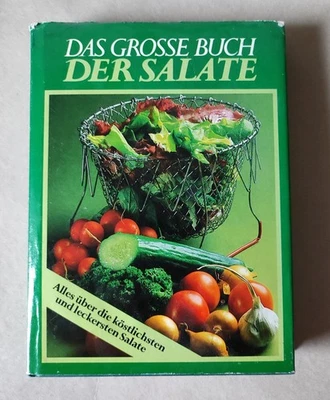 DAS GROSSE BUCH
DER SALATE
Alles über die köstlichsten
und leckersten Salate